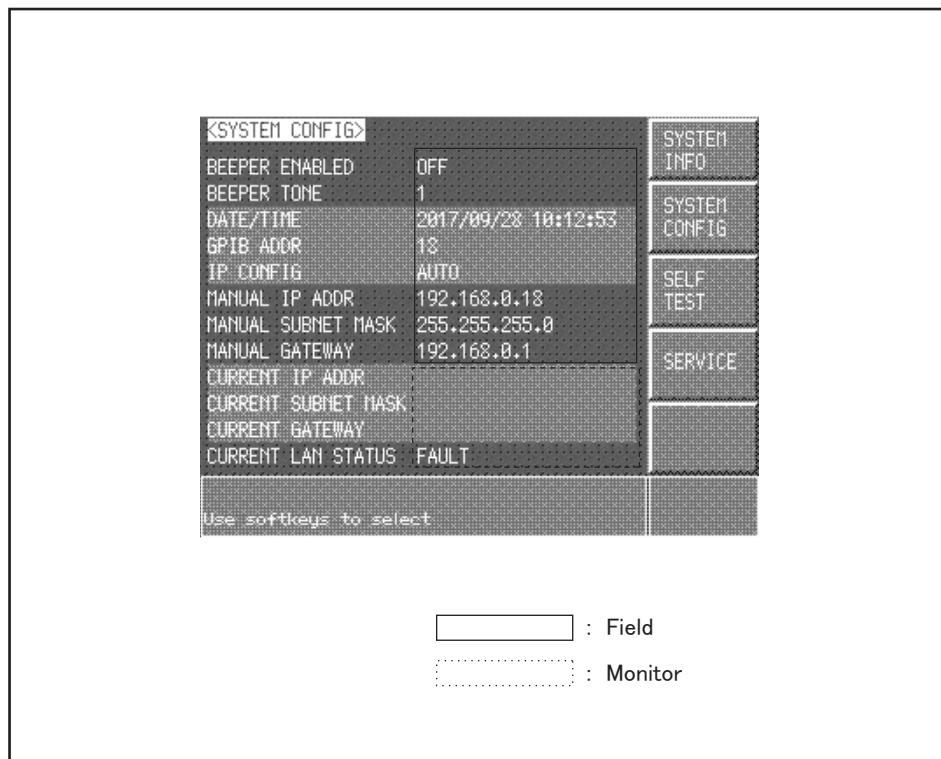 <SYSTEM CONFIG>
BEEPER ENABLED OFF
BEEPER TONE 1
DATE/TIME 2017/09/28 10:12:53
GPIB ADDR 18
IP CONFIG AUTO
MANUAL IP ADDR 192.168.0.18
MANUAL SUBNET MASK 255.255.255.0
MANUAL GATEWAY 192.168.0.1
CURRENT IP ADDR
CURRENT SUBNET MASK
CURRENT GATEWAY
CURRENT LAN STATUS FAULT
Use softkeys to select
SYSTEM
INFO
SYSTEM
CONFIG
SELF
TEST
SERVICE
: Field
: Monitor